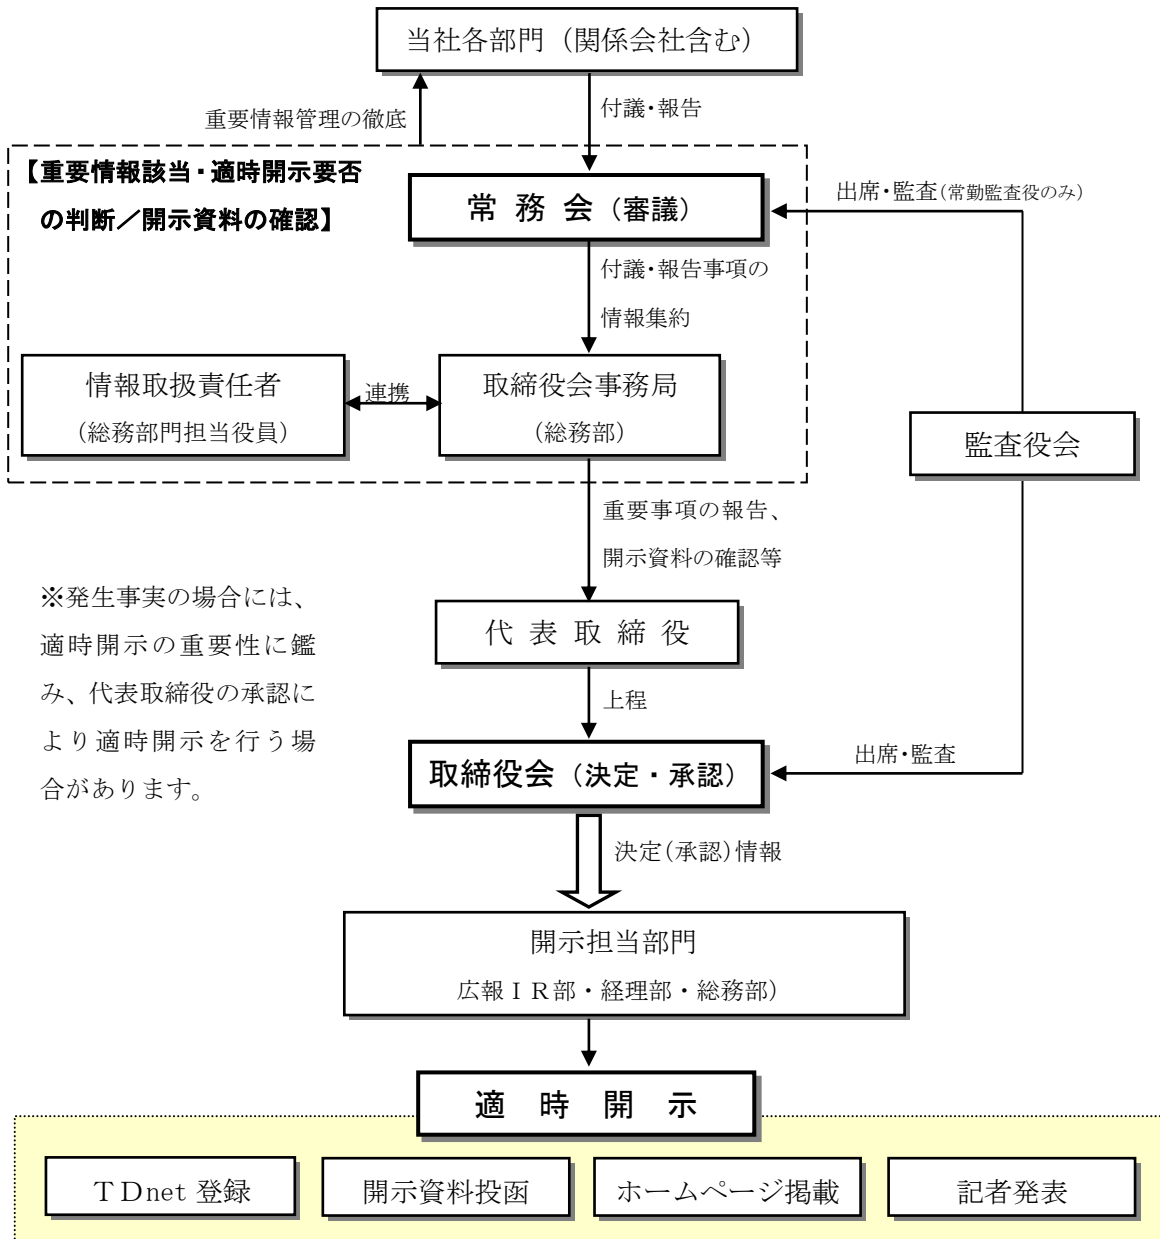 当社各部門（関係会社含む）
重要情報管理の徹底
付議・報告
【重要情報該当・適時開示要否
の判断／開示資料の確認】
常 務 会（審議）
出席・監査(常勤監査役のみ)
付議・報告事項の
情報集約
情報取扱責任者
（総務部門担当役員）
連携
取締役会事務局
（総務部）
監査役会
重要事項の報告、
開示資料の確認等
※発生事実の場合には、
適時開示の重要性に鑑
み、代表取締役の承認に
より適時開示を行う場
合があります。
代 表 取 締 役
上程
取締役会（決定・承認）
出席・監査
決定(承認)情報
開示担当部門
広報ＩＲ部・経理部・総務部）
適 時 開 示
ＴＤnet 登録
開示資料投函
ホームページ掲載
記者発表